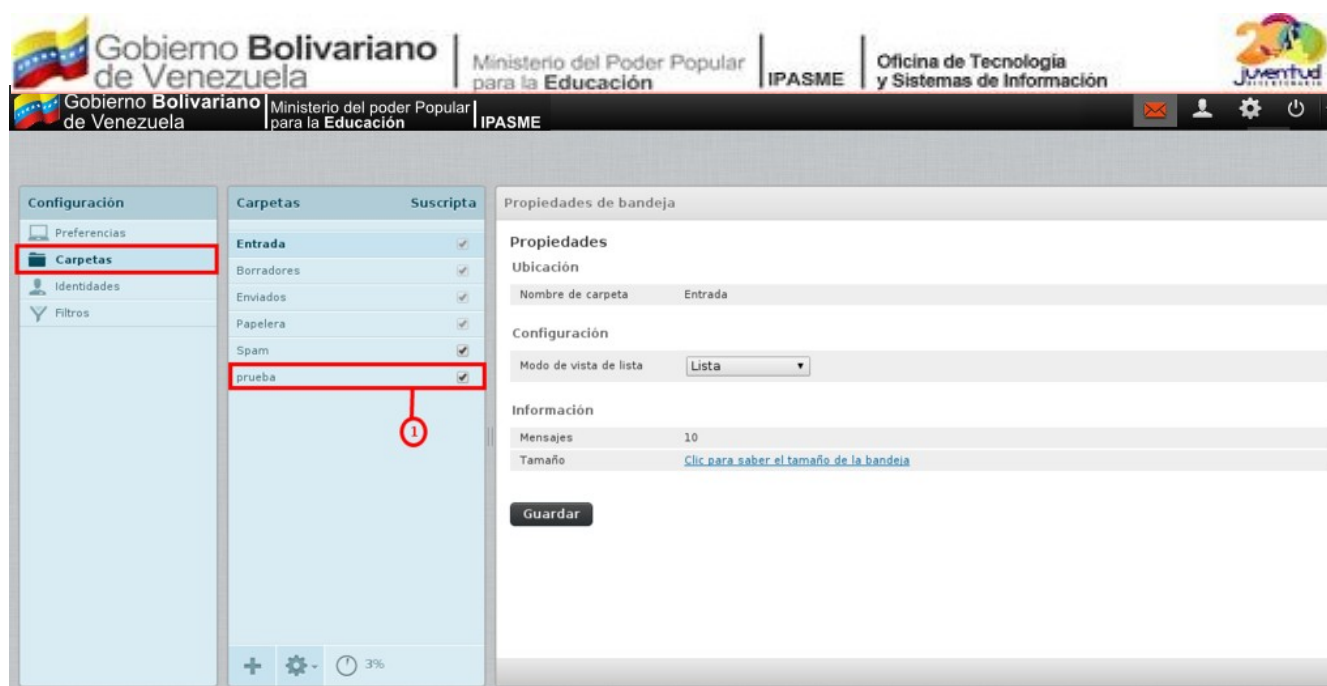 Gobierno Bolivariano
de Venezuela
Ministerio del Poder Popular
para la Educación
IPASME
Oficina de Tecnología
y Sistemas de Información
200
Juventud
Gobierno Bolivariano
de Venezuela
Ministerio del poder Popular
para la Educación
IPASME
Configuración
Preferencias
Carpetas
Identidades
Filtros
Carpetas Suscripta
Entrada
Borradores
Enviados
Papelera
Spam
prueba
1
3%
Propiedades de bandeja
Propiedades
Ubicación
Nombre de carpeta Entrada
Configuración
Modo de vista de lista Lista
Información
Mensajes 10
Tamaño Clic para saber el tamaño de la bandeja
Guardar